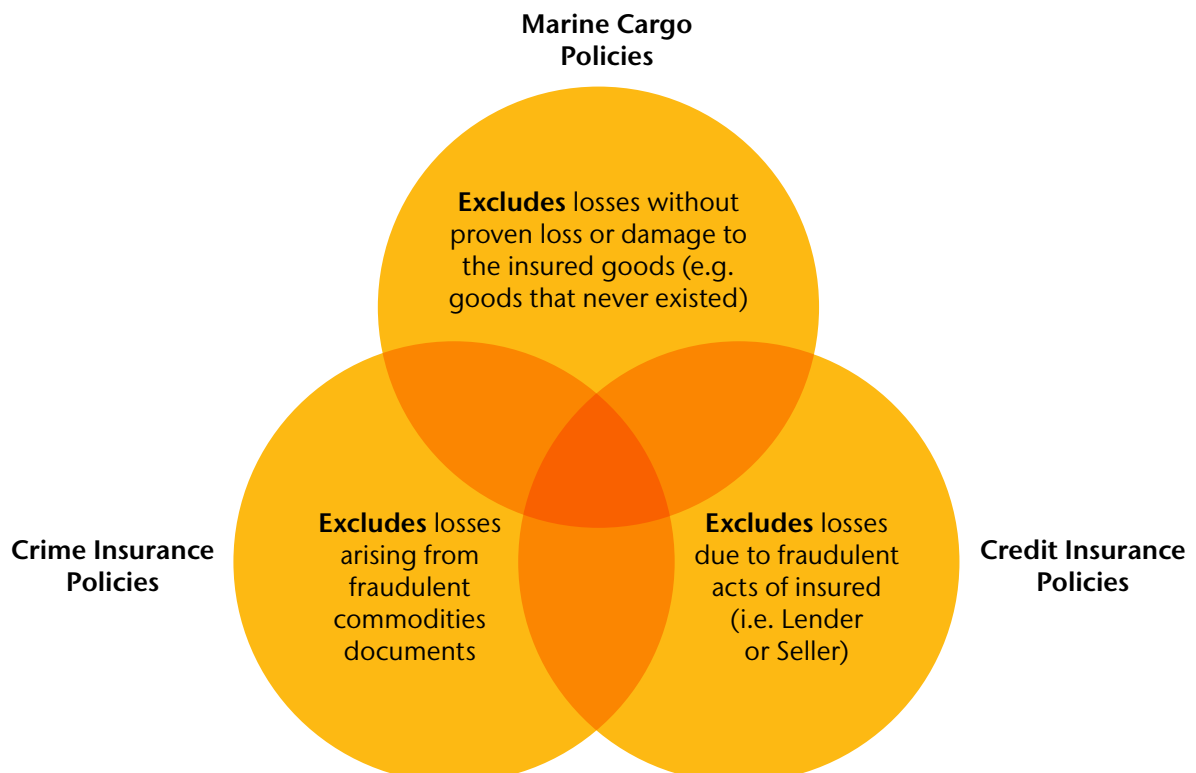 Marine Cargo
Policies
Excludes losses without
proven loss or damage to
the insured goods (e.g.
goods that never existed)
Crime Insurance
Policies
Excludes losses
arising from
fraudulent
commodities
documents
Excludes losses
due to fraudulent
acts of insured
(i.e. Lender
or Seller)
Credit Insurance
Policies